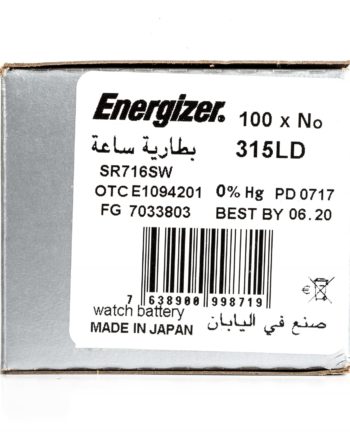 Energizer. 100 x No
بطارية ساعة 315LD
SR716SW
OTC E1094201 0% Hg PD 0717
FG 7033803 BEST BY 06.20
7 638900 998719
watch battery
MADE IN JAPAN صنع في اليابان